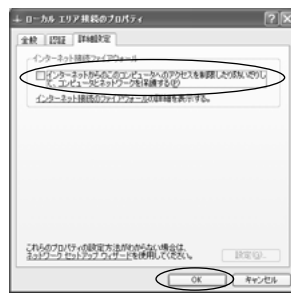 ローカル エリア接続のプロパティ
全般
認証
詳細設定
インターネット接続ファイアウォール
インターネットからのこのコンピュータへのアクセスを制限したり防いだりし
て、コンピュータとネットワークを保護する(P)
インターネット接続のファイアウォールの詳細を表示する。
これらのプロパティの設定方法がわからない場合は、
ネットワーク セットアップ ウィザードを使用してください。
設定(G)...
OK
キャンセル